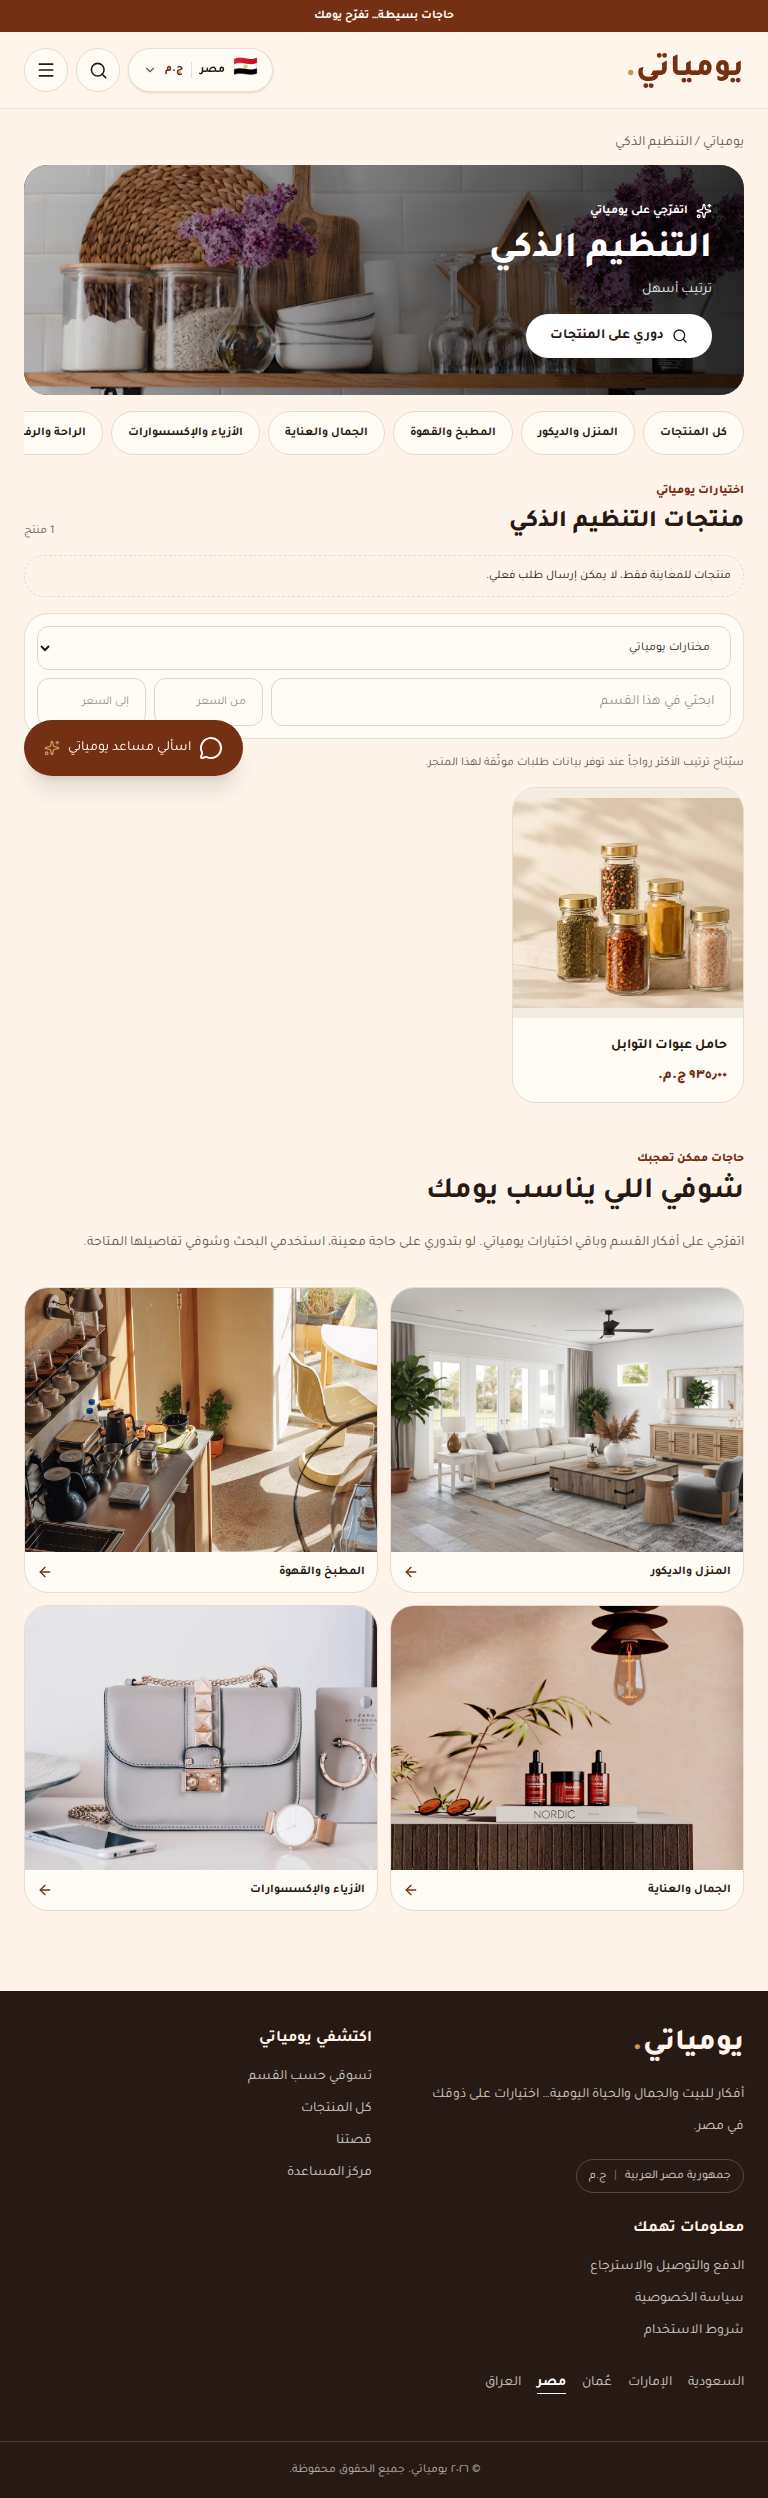 حاجات بسيطة… تفرّح يومك
يومياتي.
مصر | ج.م
يومياتي / التنظيم الذكي
اتفرّجي على يومياتي
التنظيم الذكي
ترتيب أسهل
دوري على المنتجات
كل المنتجات
المنزل والديكور
المطبخ والقهوة
الجمال والعناية
الأزياء والإكسسوارات
الراحة والرف
اختيارات يومياتي
منتجات التنظيم الذكي
1 منتج
منتجات للمعاينة فقط، لا يمكن إرسال طلب فعلي.
مختارات يومياتي
ابحثي في هذا القسم
من السعر
إلى السعر
اسألي مساعد يومياتي
سيُتاح ترتيب الأكثر رواجاً عند توفر بيانات طلبات موثّقة لهذا المتجر.
حامل عبوات التوابل
٩٣٥٫٠٠ ج.م.
حاجات ممكن تعجبك
شوفي اللي يناسب يومك
اتفرّجي على أفكار القسم وباقي اختيارات يومياتي. لو بتدوري على حاجة معينة، استخدمي البحث وشوفي تفاصيلها المتاحة.
المنزل والديكور
المطبخ والقهوة
NORDIC
الجمال والعناية
الأزياء والإكسسوارات
يومياتي.
أفكار للبيت والجمال والحياة اليومية… اختيارات على ذوقك
في مصر.
جمهورية مصر العربية | ج.م
اكتشفي يومياتي
تسوقي حسب القسم
كل المنتجات
قصتنا
مركز المساعدة
معلومات تهمك
الدفع والتوصيل والاسترجاع
سياسة الخصوصية
شروط الاستخدام
السعودية الإمارات عُمان مصر العراق
© ٢٠٢٦ يومياتي. جميع الحقوق محفوظة.